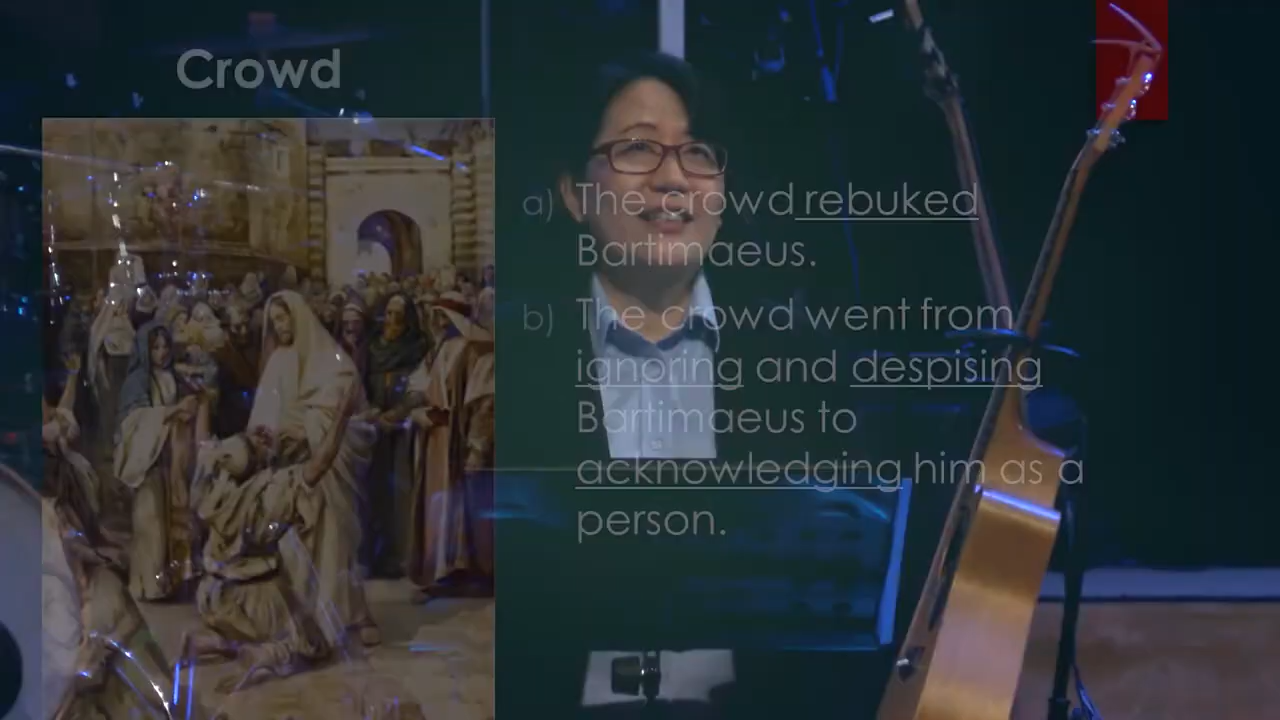 Crowd
a) The crowd rebuked
Bartimaeus.
b) The crowd went from
ignoring and despising
Bartimaeus to
acknowledging him as a
person.